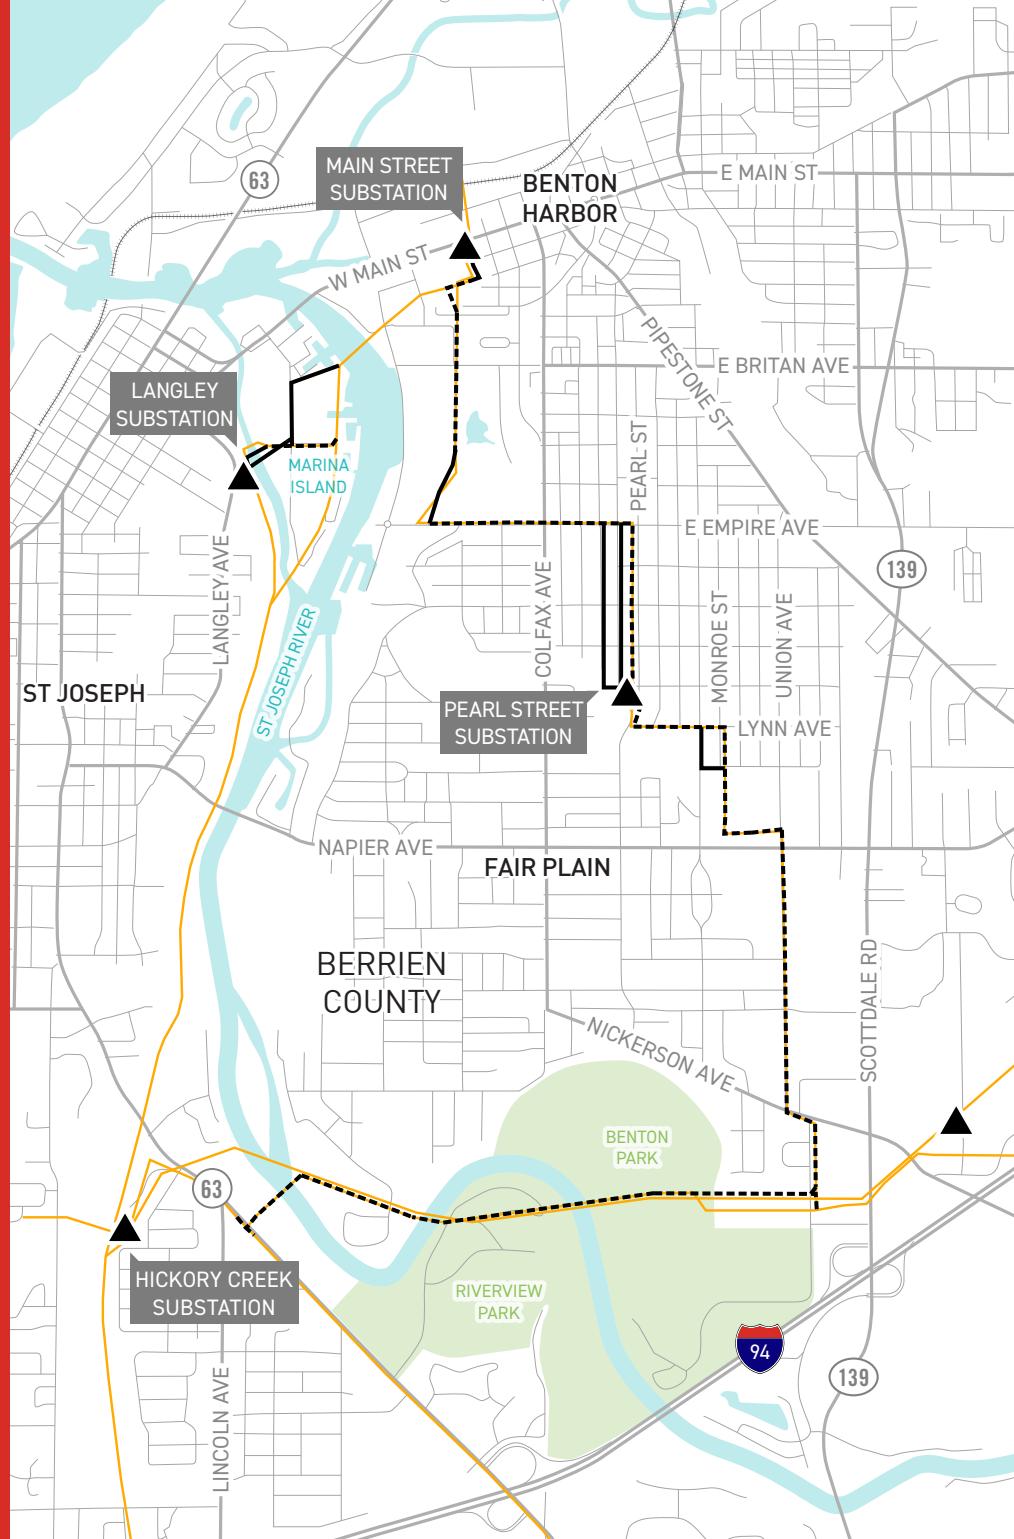 MAIN STREET
SUBSTATION
63
BENTON
HARBOR
E MAIN ST
W MAIN ST
PIPESTONE ST
E BRITAN AVE
LANGLEY
SUBSTATION
PEARL ST
MARINA
ISLAND
E EMPIRE AVE
139
LANGLEY AVE
COLFAX AVE
MONROE ST
UNION AVE
ST JOSEPH RIVER
ST JOSEPH
PEARL STREET
SUBSTATION
LYNN AVE
NAPIER AVE
FAIR PLAIN
BERRIEN
COUNTY
SCOTTDALE RD
NICKERSON AVE
BENTON
PARK
63
HICKORY CREEK
SUBSTATION
RIVERVIEW
PARK
94
139
LINCOLN AVE